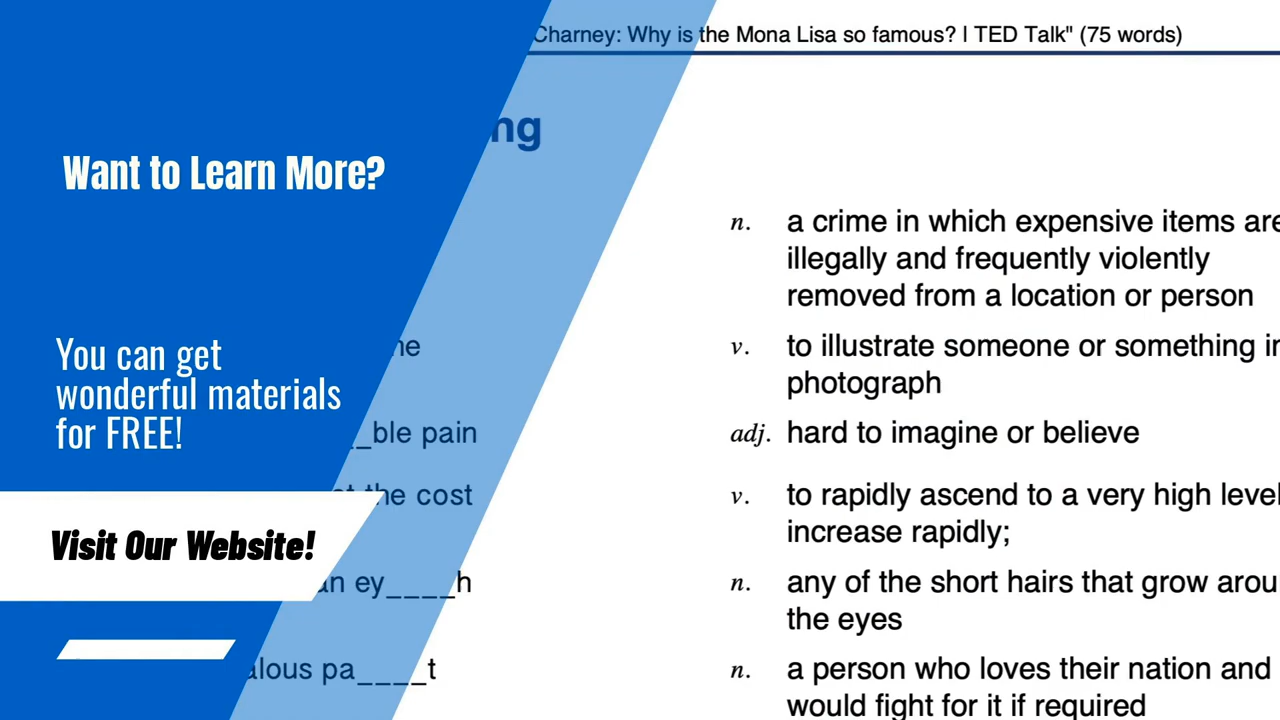 Charney: Why is the Mona Lisa so famous? | TED Talk" (75 words)
ng
Want to Learn More?
You can get
wonderful materials
for FREE!
Visit Our Website!
n. a crime in which expensive items are
illegally and frequently violently
removed from a location or person
he v. to illustrate someone or something in
photograph
_ble pain adj. hard to imagine or believe
the cost v. to rapidly ascend to a very high level
increase rapidly;
an ey____h n. any of the short hairs that grow arou
the eyes
alous pa____t n. a person who loves their nation and
would fight for it if required